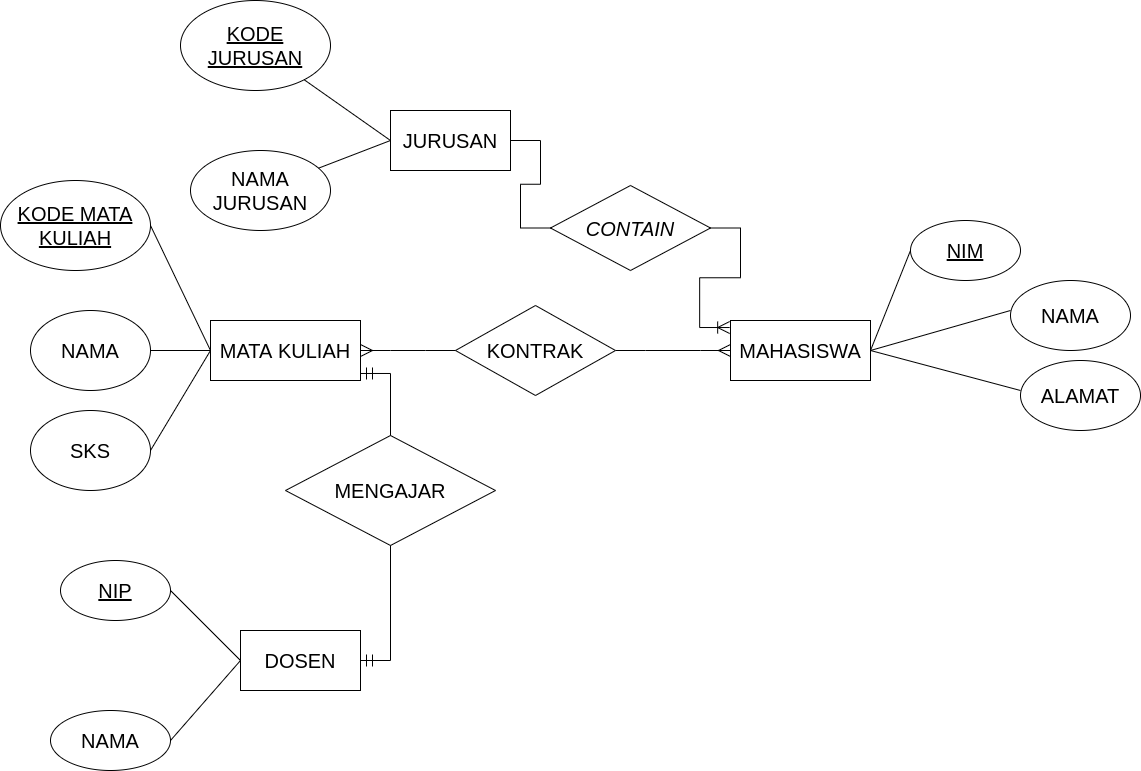 KODE
JURUSAN
JURUSAN
NAMA
JURUSAN
KODE MATA
KULIAH
CONTAIN
NIM
NAMA
NAMA
MATA KULIAH
KONTRAK
MAHASISWA
ALAMAT
SKS
MENGAJAR
NIP
DOSEN
NAMA